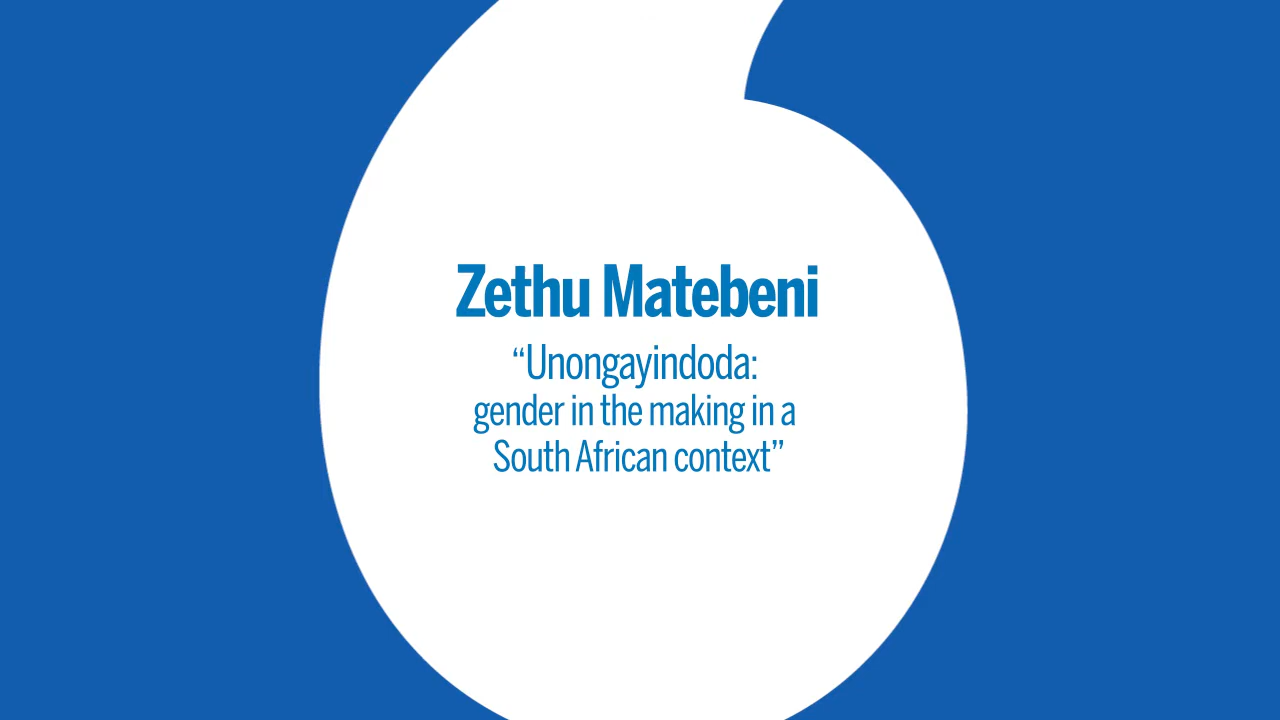 Zethu Matebeni
“Unongayindoda:
gender in the making in a
South African context”